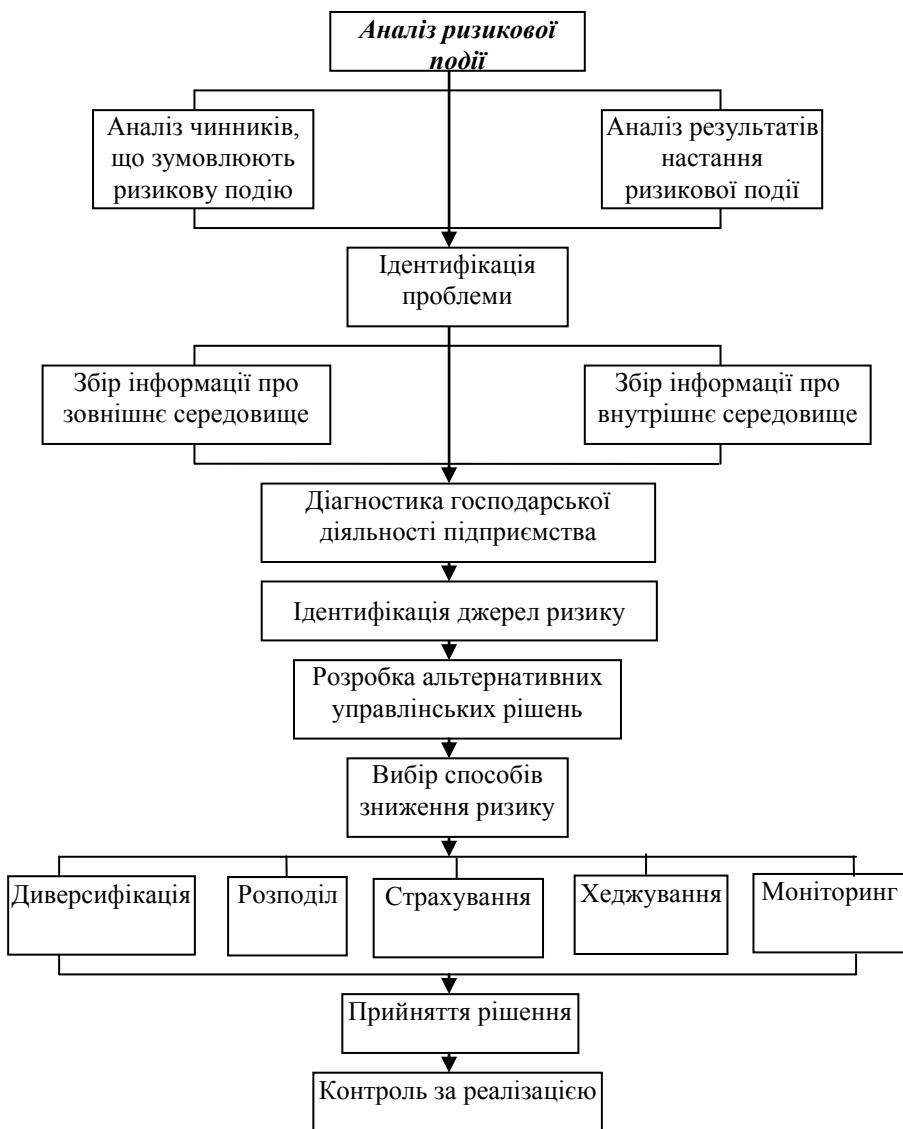 Аналіз ризикової
події
Аналіз чинників,
що зумовлюють
ризикову подію
Аналіз результатів
настання
ризикової події
Ідентифікація
проблеми
Збір інформації про
зовнішнє середовище
Збір інформації про
внутрішнє середовище
Діагностика господарської
діяльності підприємства
Ідентифікація джерел ризику
Розробка альтернативних
управлінських рішень
Вибір способів
зниження ризику
Диверсифікація
Розподіл
Страхування
Хеджування
Моніторинг
Прийняття рішення
Контроль за реалізацією